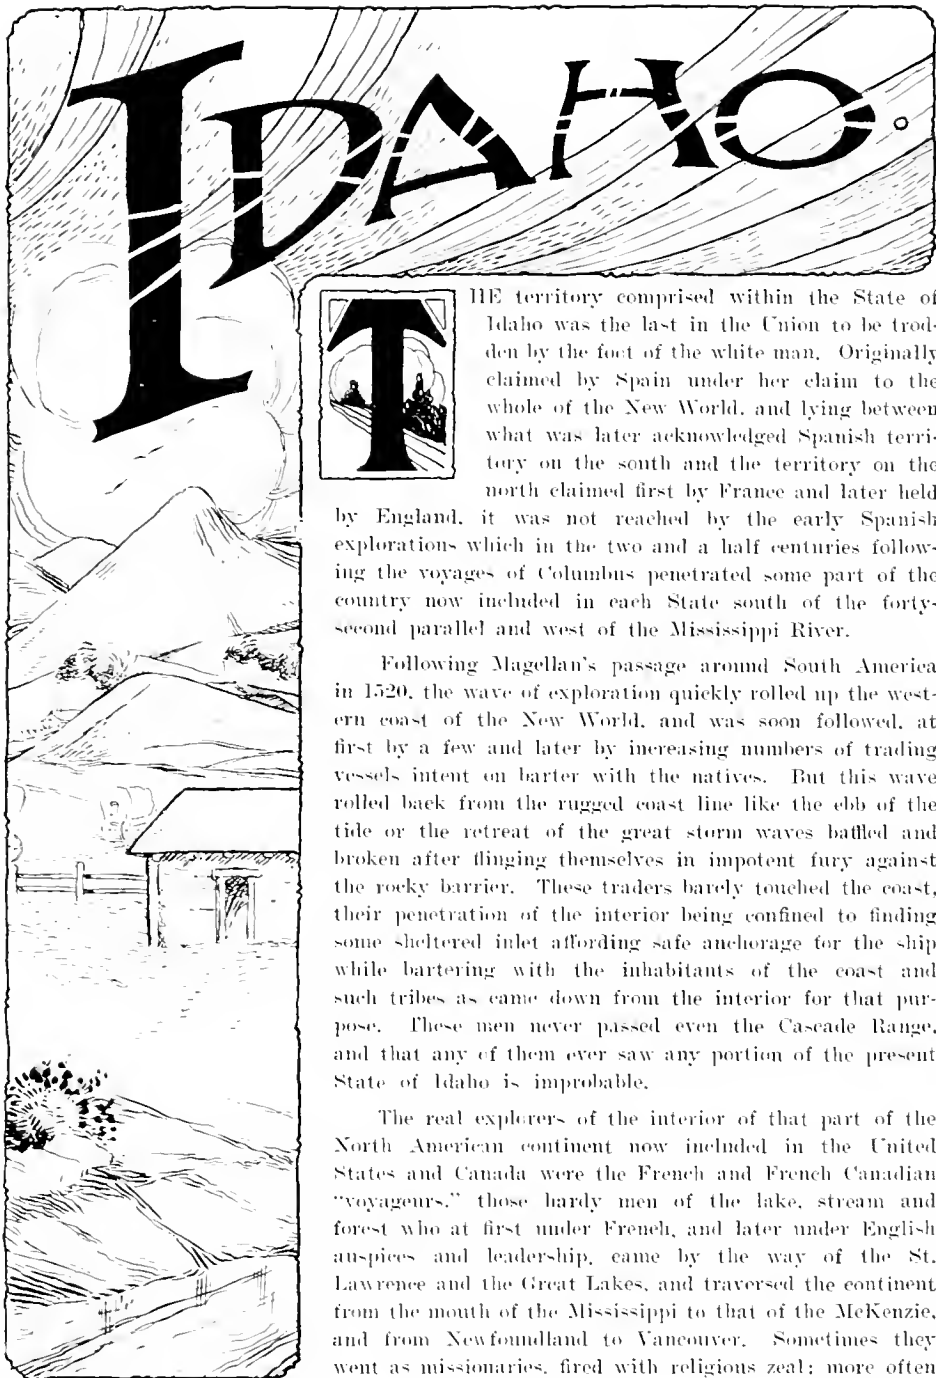 IDAHO.
THE territory comprised within the State of
Idaho was the last in the Union to be trod-
den by the foot of the white man. Originally
claimed by Spain under her claim to the
whole of the New World, and lying between
what was later acknowledged Spanish terri-
tory on the south and the territory on the
north claimed first by France and later held
by England, it was not reached by the early Spanish
explorations which in the two and a half centuries follow-
ing the voyages of Columbus penetrated some part of the
country now included in each State south of the forty-
second parallel and west of the Mississippi River.
Following Magellan's passage around South America
in 1520, the wave of exploration quickly rolled up the west-
ern coast of the New World, and was soon followed, at
first by a few and later by increasing numbers of trading
vessels intent on barter with the natives. But this wave
rolled back from the rugged coast line like the ebb of the
tide or the retreat of the great storm waves baffled and
broken after flinging themselves in impotent fury against
the rocky barrier. These traders barely touched the coast,
their penetration of the interior being confined to finding
some sheltered inlet affording safe anchorage for the ship
while bartering with the inhabitants of the coast and
such tribes as came down from the interior for that pur-
pose. These men never passed even the Cascade Range,
and that any of them ever saw any portion of the present
State of Idaho is improbable.
The real explorers of the interior of that part of the
North American continent now included in the United
States and Canada were the French and French Canadian
"voyageurs," those hardy men of the lake, stream and
forest who at first under French, and later under English
auspices and leadership, came by the way of the St.
Lawrence and the Great Lakes, and traversed the continent
from the mouth of the Mississippi to that of the McKenzie,
and from Newfoundland to Vancouver. Sometimes they
went as missionaries, fired with religious zeal; more often